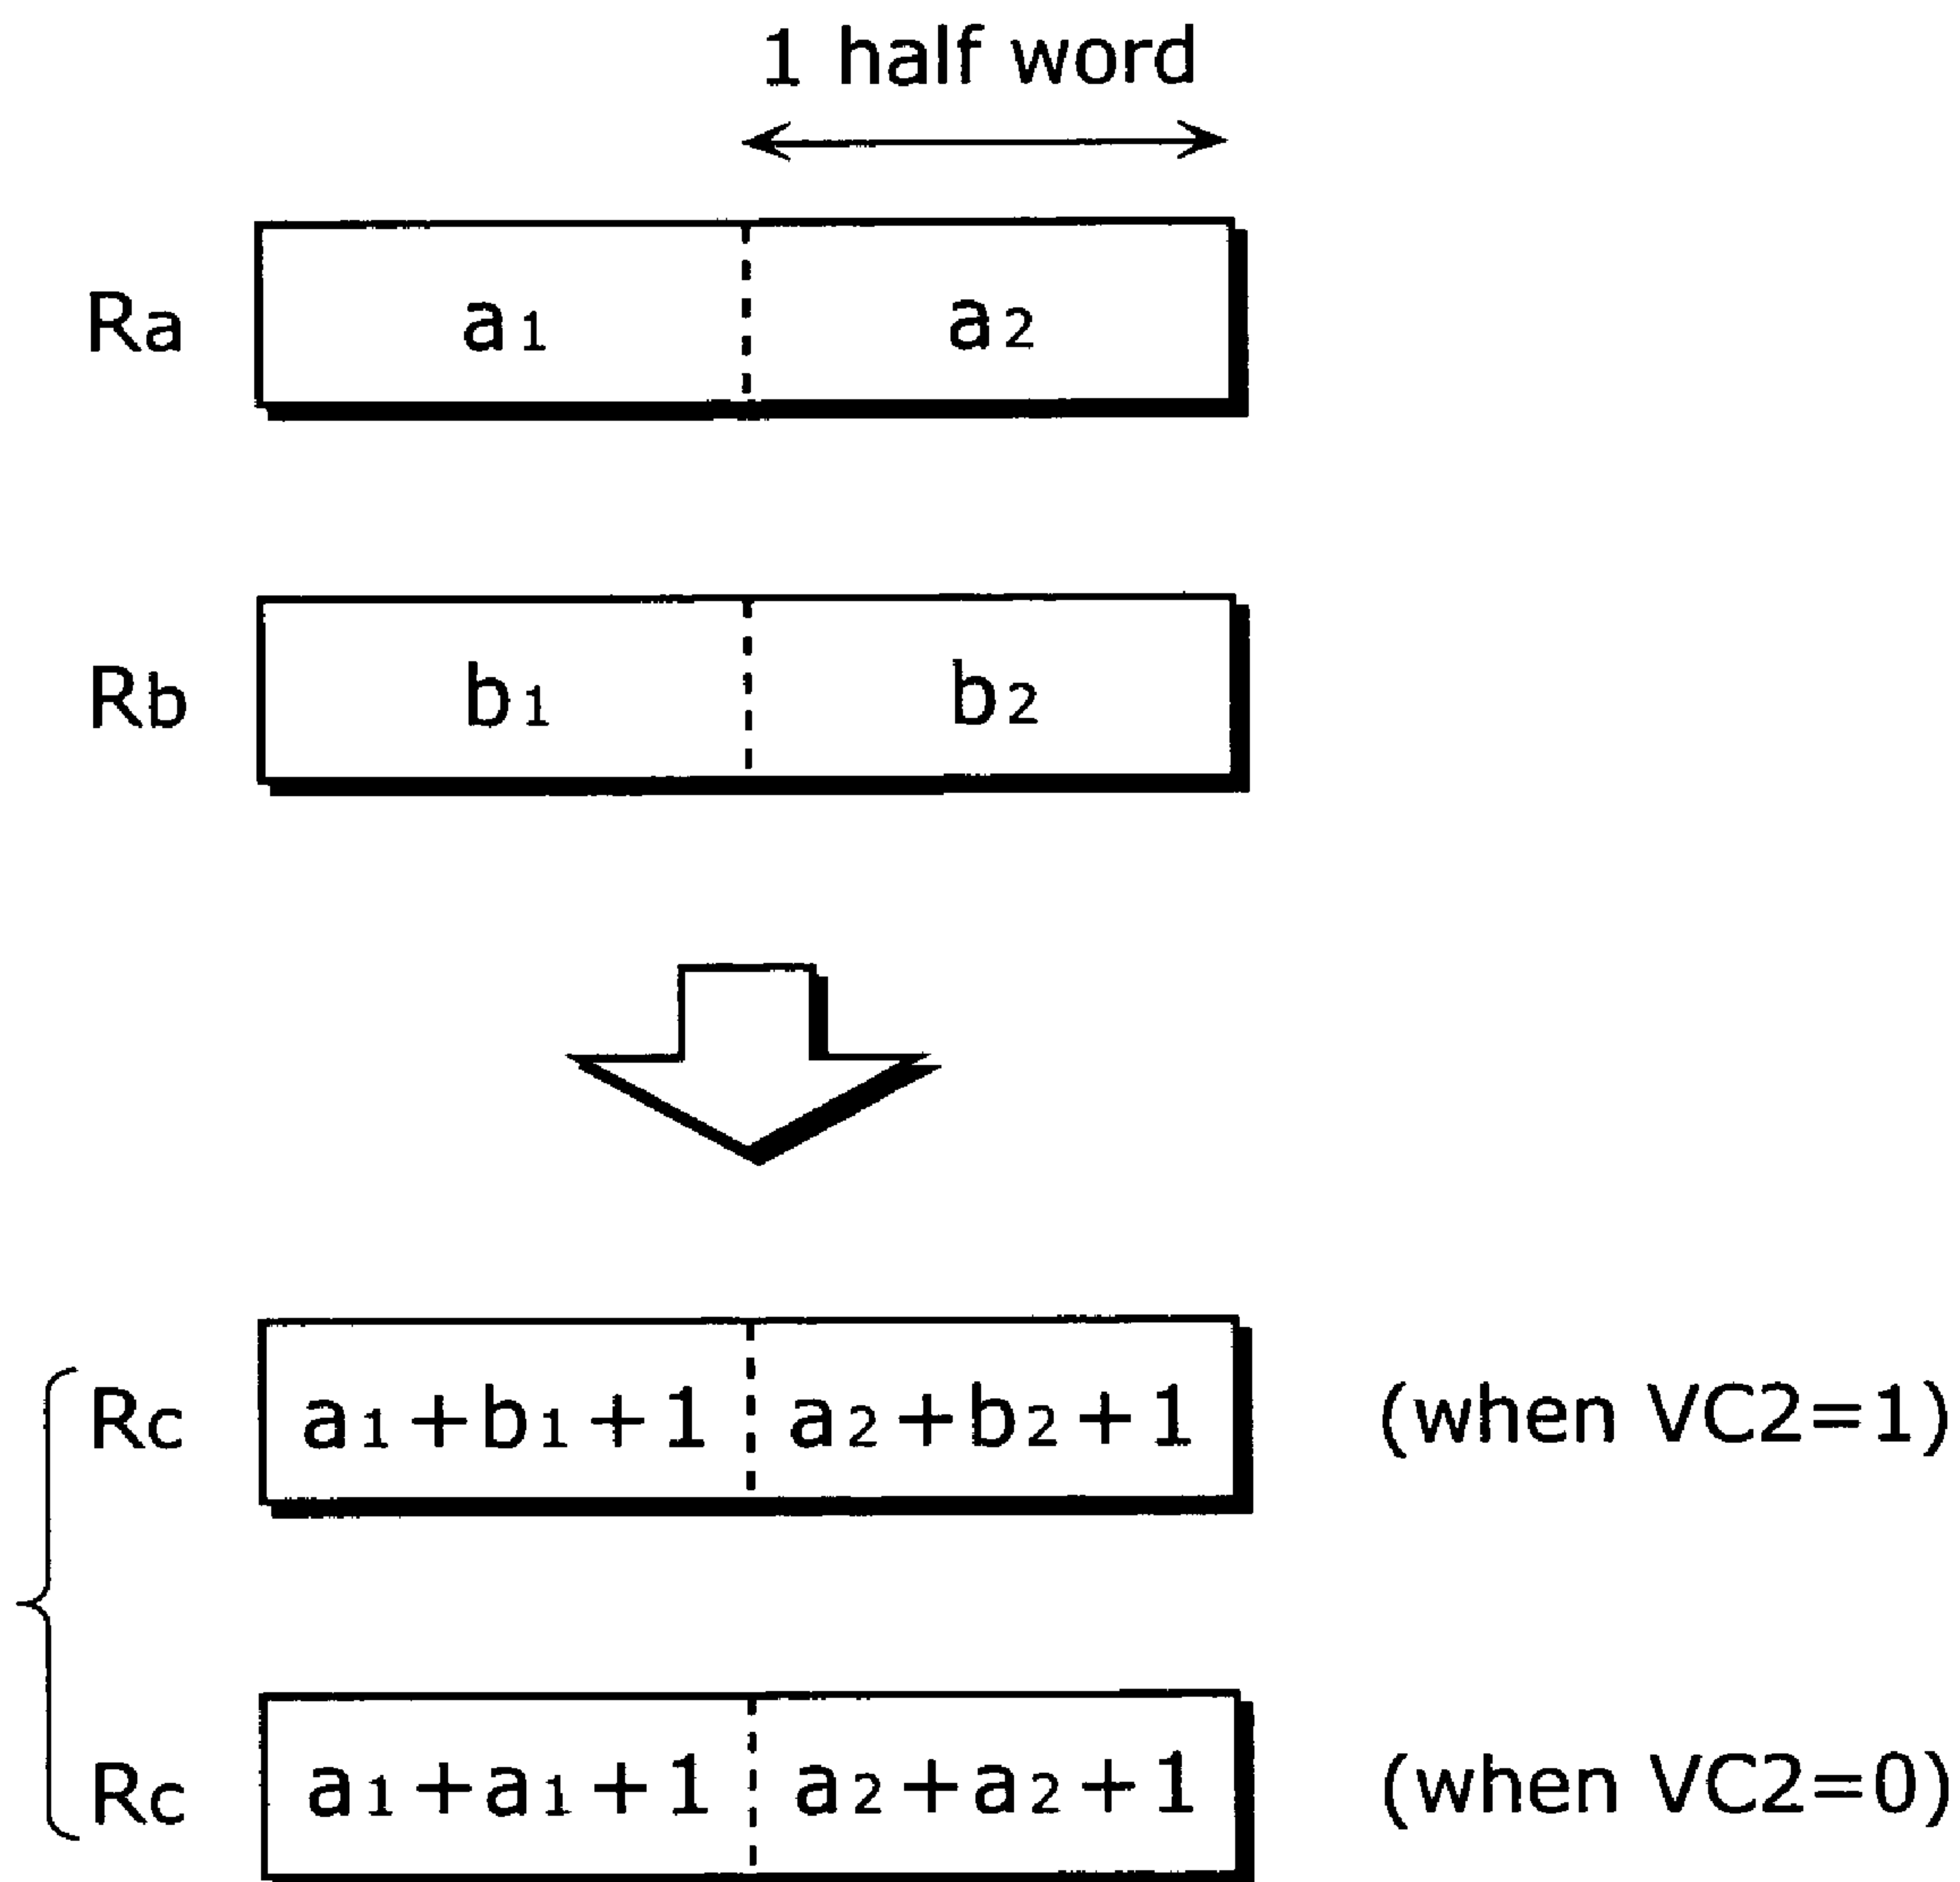 1 half word
Ra a1 a2
Rb b1 b2
Rc a1+b1+1 a2+b2+1 (when VC2=1)
Rc a1+a1+1 a2+a2+1 (when VC2=0)